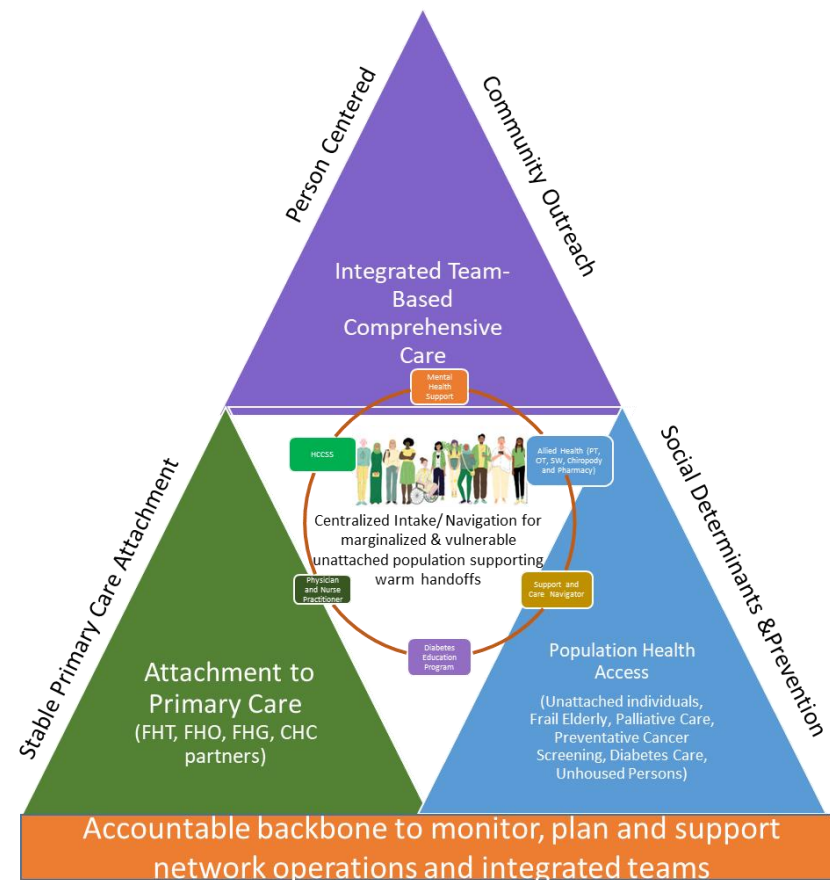 Person Centered
Community Outreach
Integrated Team-
Based
Comprehensive
Care
Mental
Health
Support
HCCSS
Allied Health (PT,
OT, SW, Chiropody
and Pharmacy)
Centralized Intake/ Navigation for
marginalized & vulnerable
unattached population supporting
warm handoffs
Physician
and Nurse
Practitioner
Support and
Care Navigator
Diabetes
Education
Program
Stable Primary Care Attachment
Social Determinants &Prevention
Attachment to
Primary Care
(FHT, FHO, FHG, CHC
partners)
Population Health
Access
(Unattached individuals,
Frail Elderly, Palliative Care,
Preventative Cancer
Screening, Diabetes Care,
Unhoused Persons)
Accountable backbone to monitor, plan and support
network operations and integrated teams